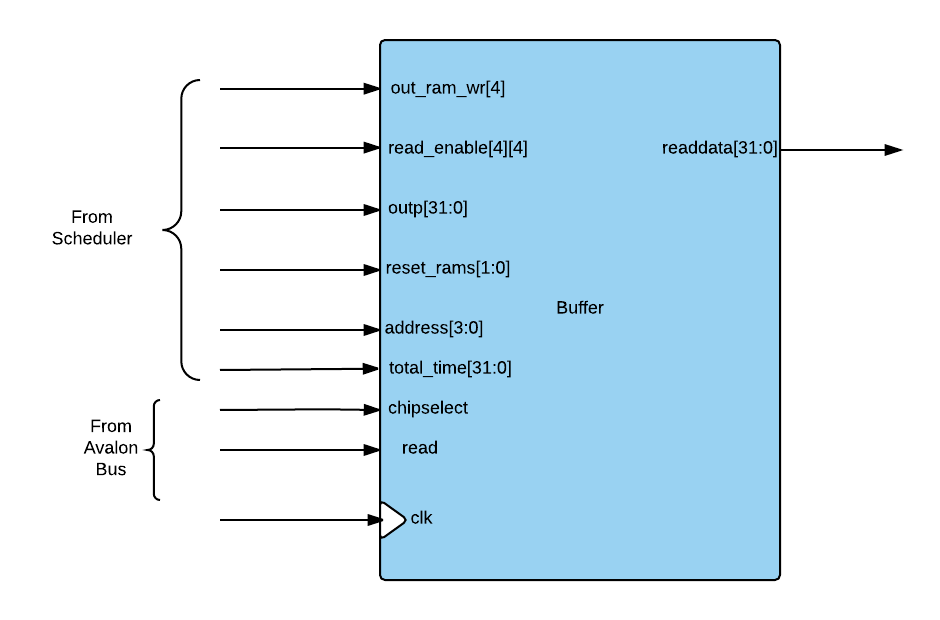 out_ram_wr[4]
read_enable[4][4]
readdata[31:0]
outp[31:0]
From
Scheduler
reset_rams[1:0]
Buffer
address[3:0]
total_time[31:0]
chipselect
From
Avalon
Bus
read
clk